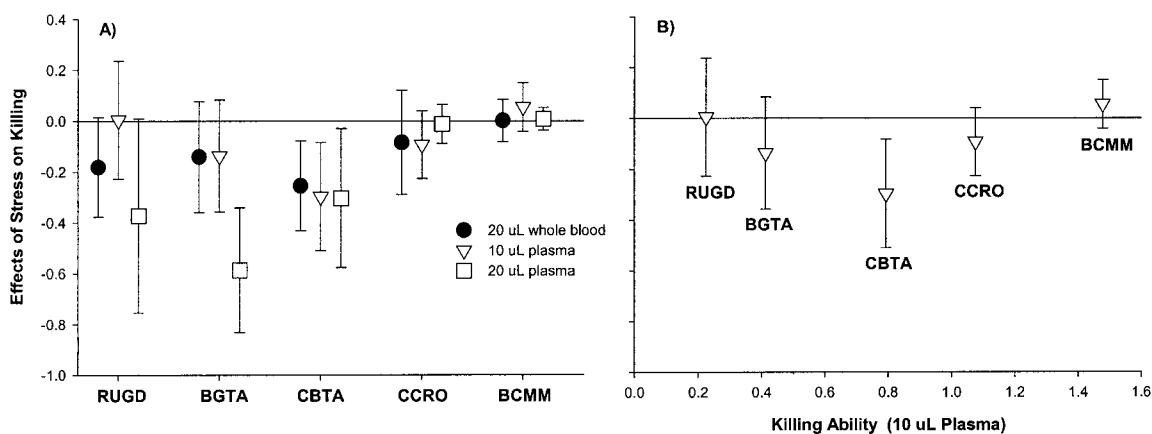 A)
B)
Effects of Stress on Killing
0.4
0.2
0.0
-0.2
-0.4
-0.6
-0.8
-1.0
20 uL whole blood
10 uL plasma
20 uL plasma
RUGD BGTA CBTA CCRO BCMM
RUGD
BGTA
CBTA
CCRO
BCMM
0.0 0.2 0.4 0.6 0.8 1.0 1.2 1.4 1.6
Killing Ability (10 uL Plasma)